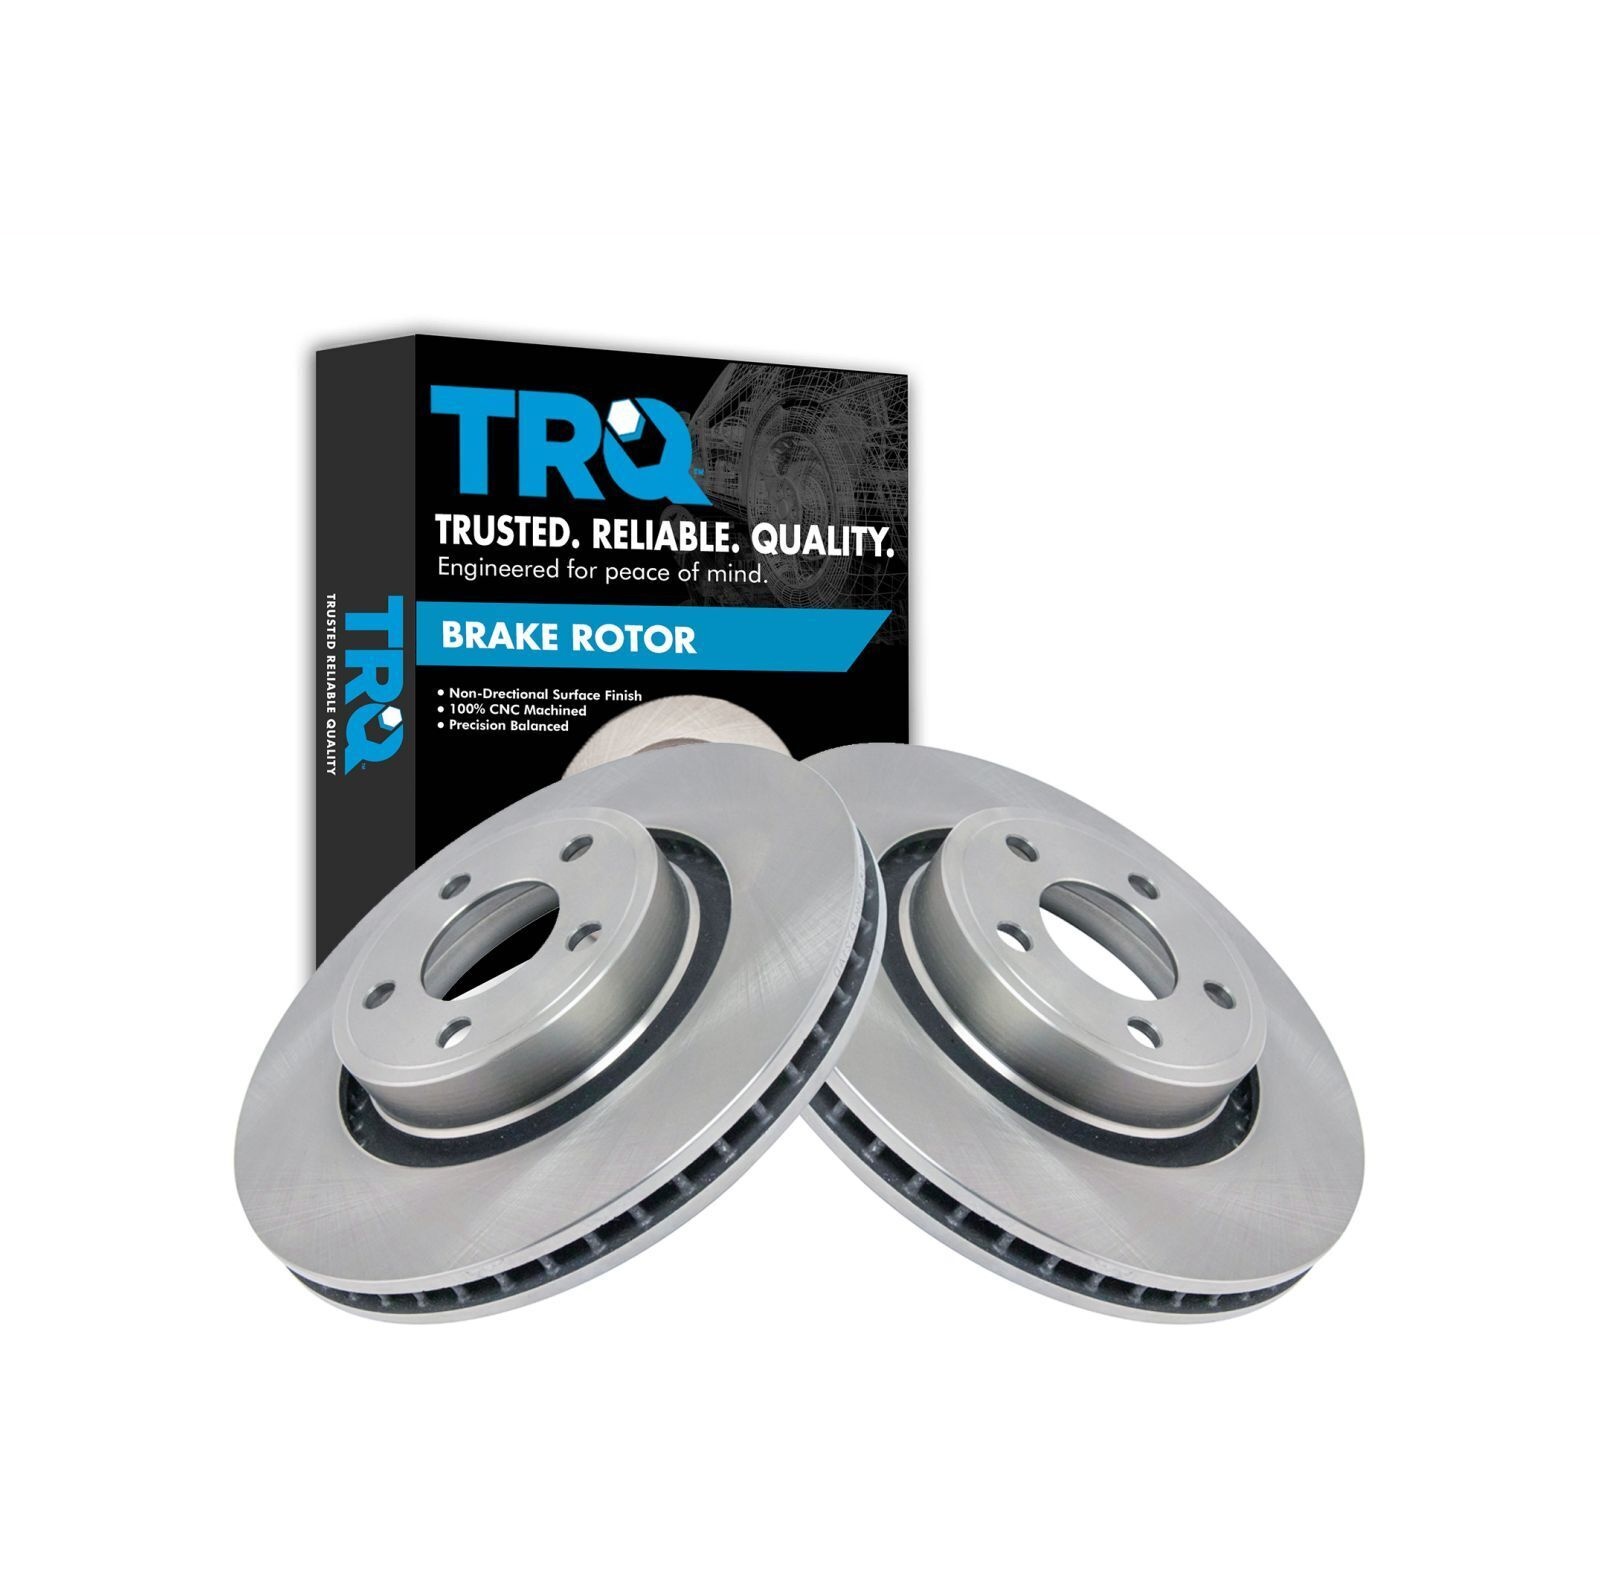 TRQ™
TRUSTED. RELIABLE. QUALITY.
Engineered for peace of mind.
BRAKE ROTOR
• Non-Drectional Surface Finish
• 100% CNC Machined
• Precision Balanced
TRQ™
TRUSTED RELIABLE QUALITY